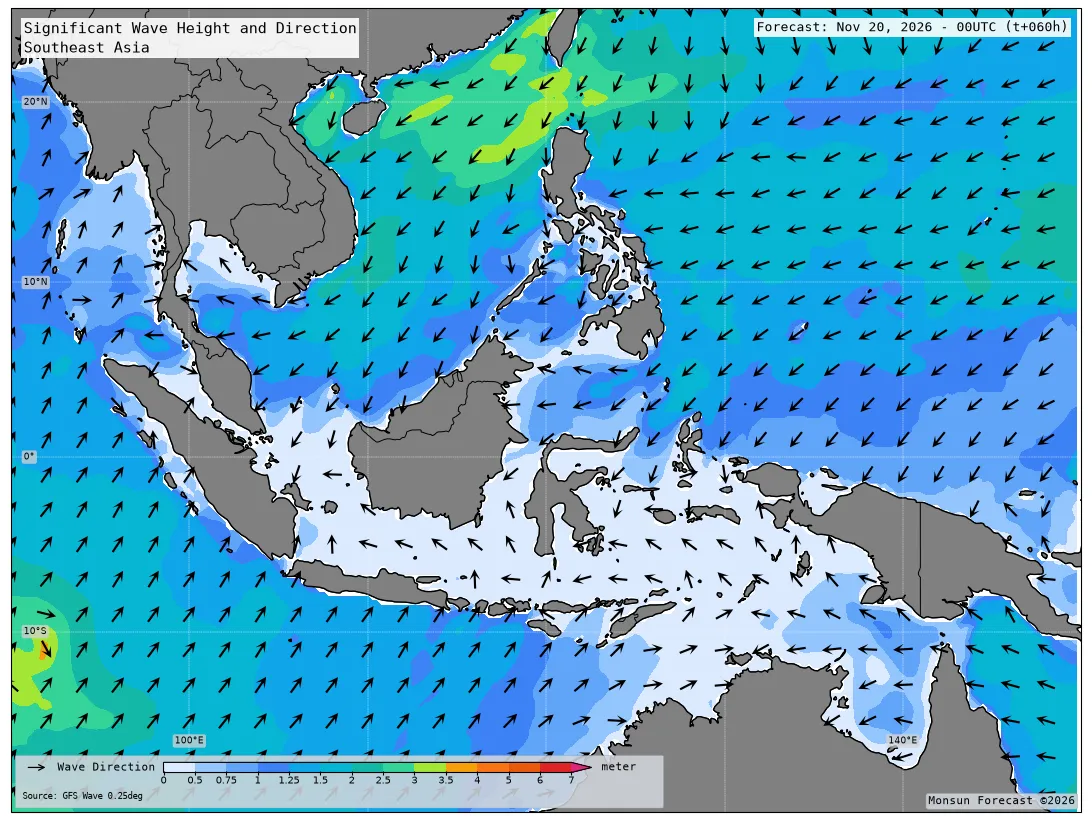 Significant Wave Height and Direction
Southeast Asia
Forecast: Nov 20, 2026 - 00UTC (t+060h)
20°N
10°N
0°
10°S
100°E
140°E
Wave Direction
meter
0 0.5 0.75 1 1.25 1.5 2 2.5 3 3.5 4 5 6 7
Source: GFS Wave 0.25deg
Monsun Forecast ©2026